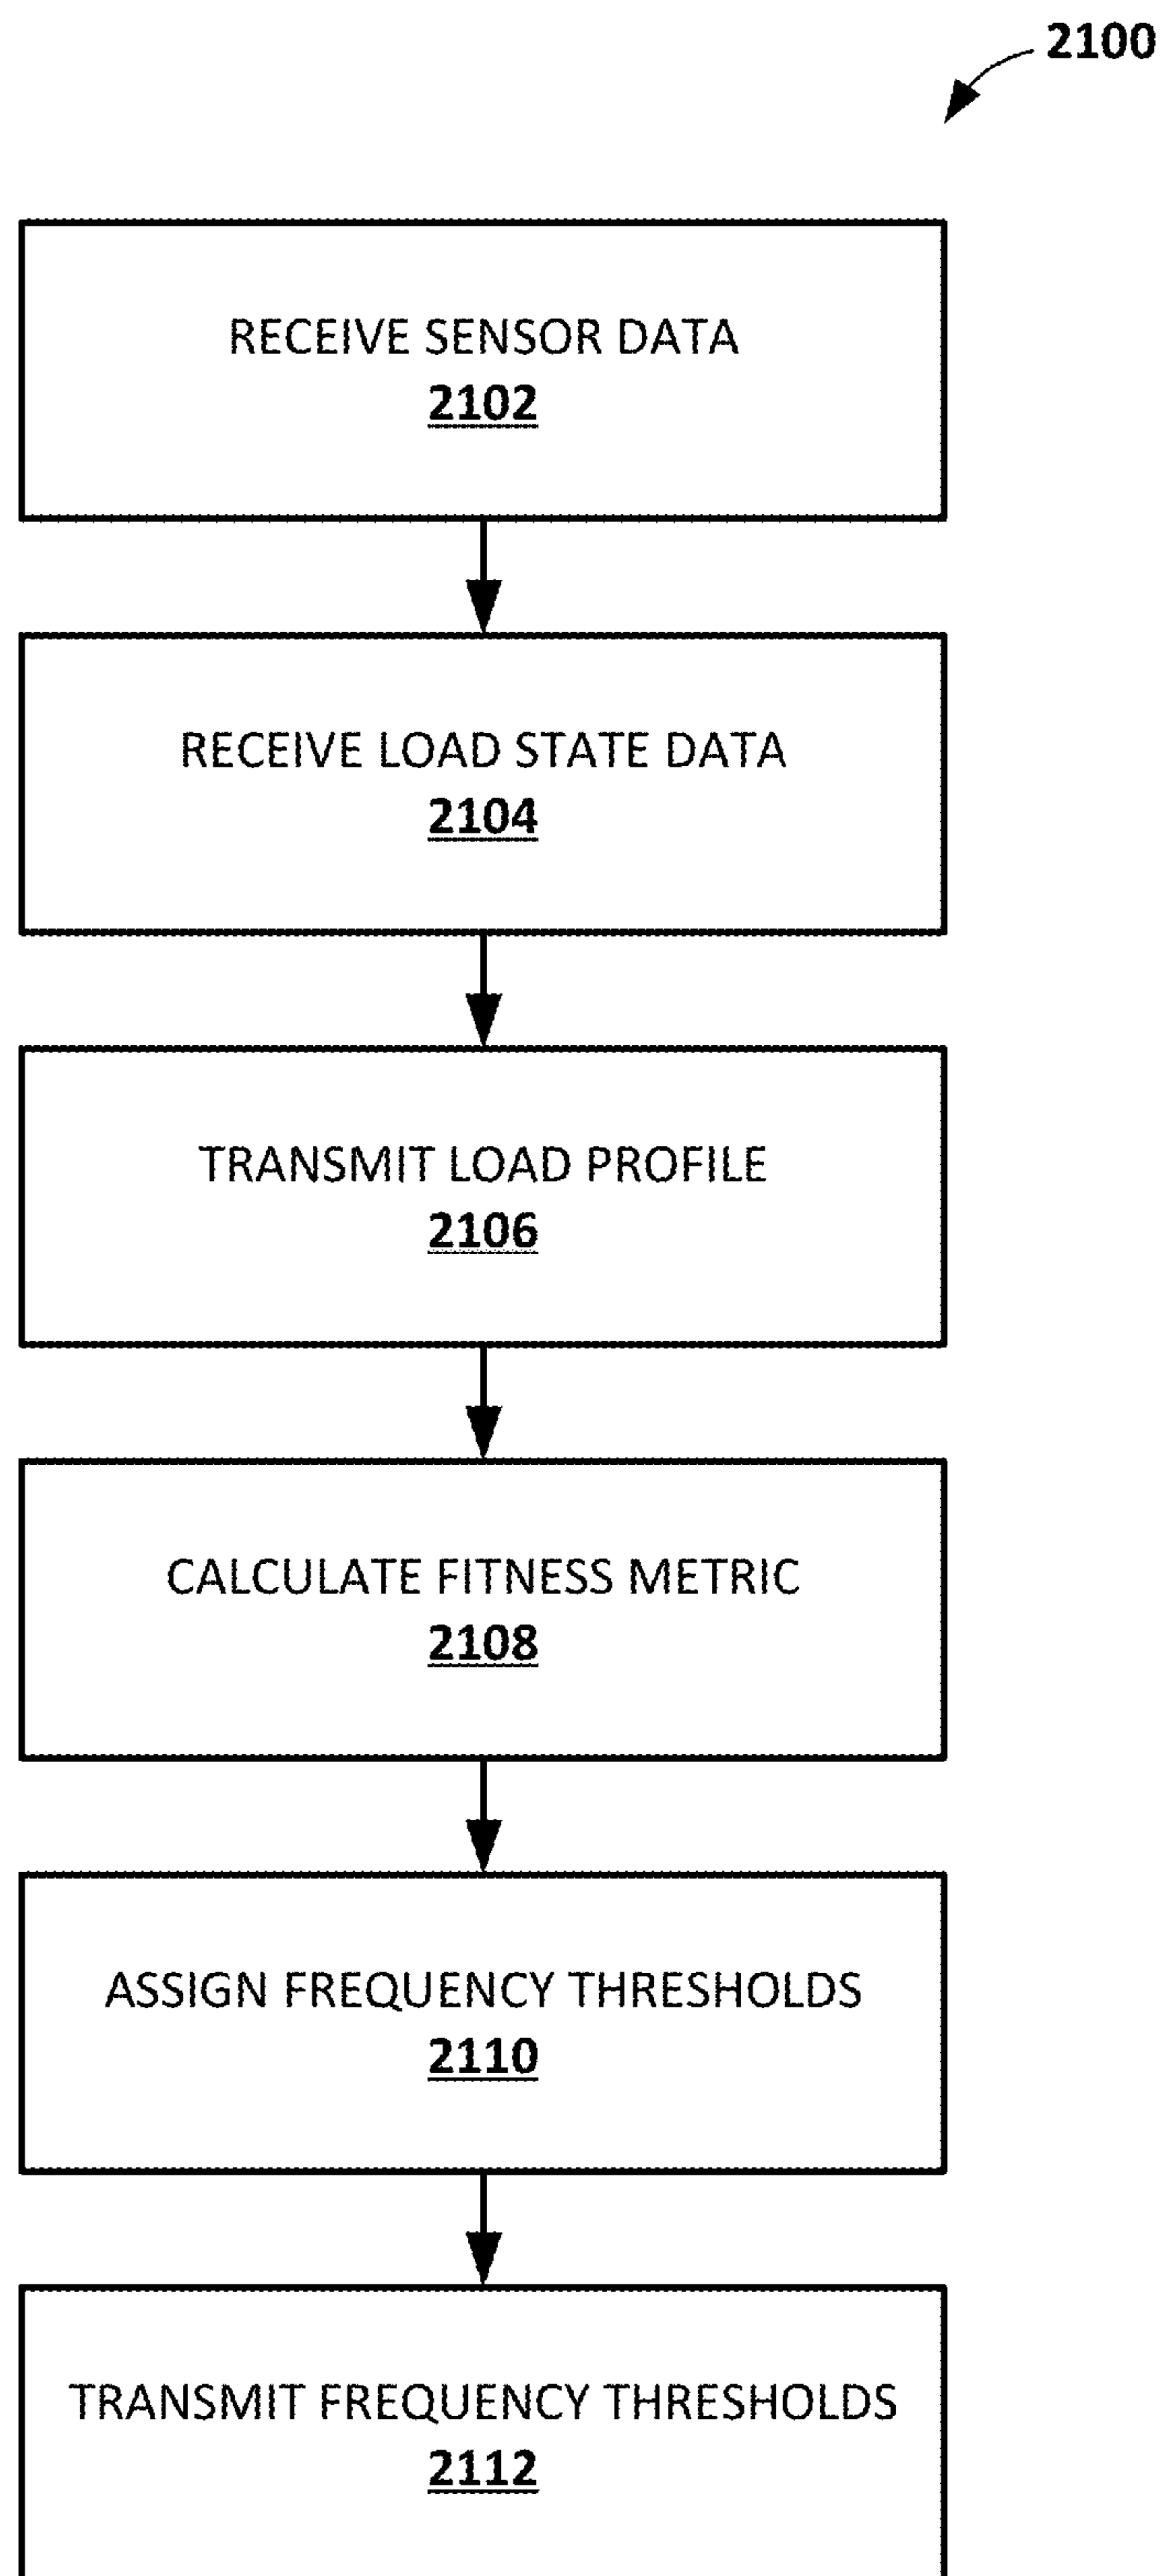 2100
RECEIVE SENSOR DATA
2102
RECEIVE LOAD STATE DATA
2104
TRANSMIT LOAD PROFILE
2106
CALCULATE FITNESS METRIC
2108
ASSIGN FREQUENCY THRESHOLDS
2110
TRANSMIT FREQUENCY THRESHOLDS
2112